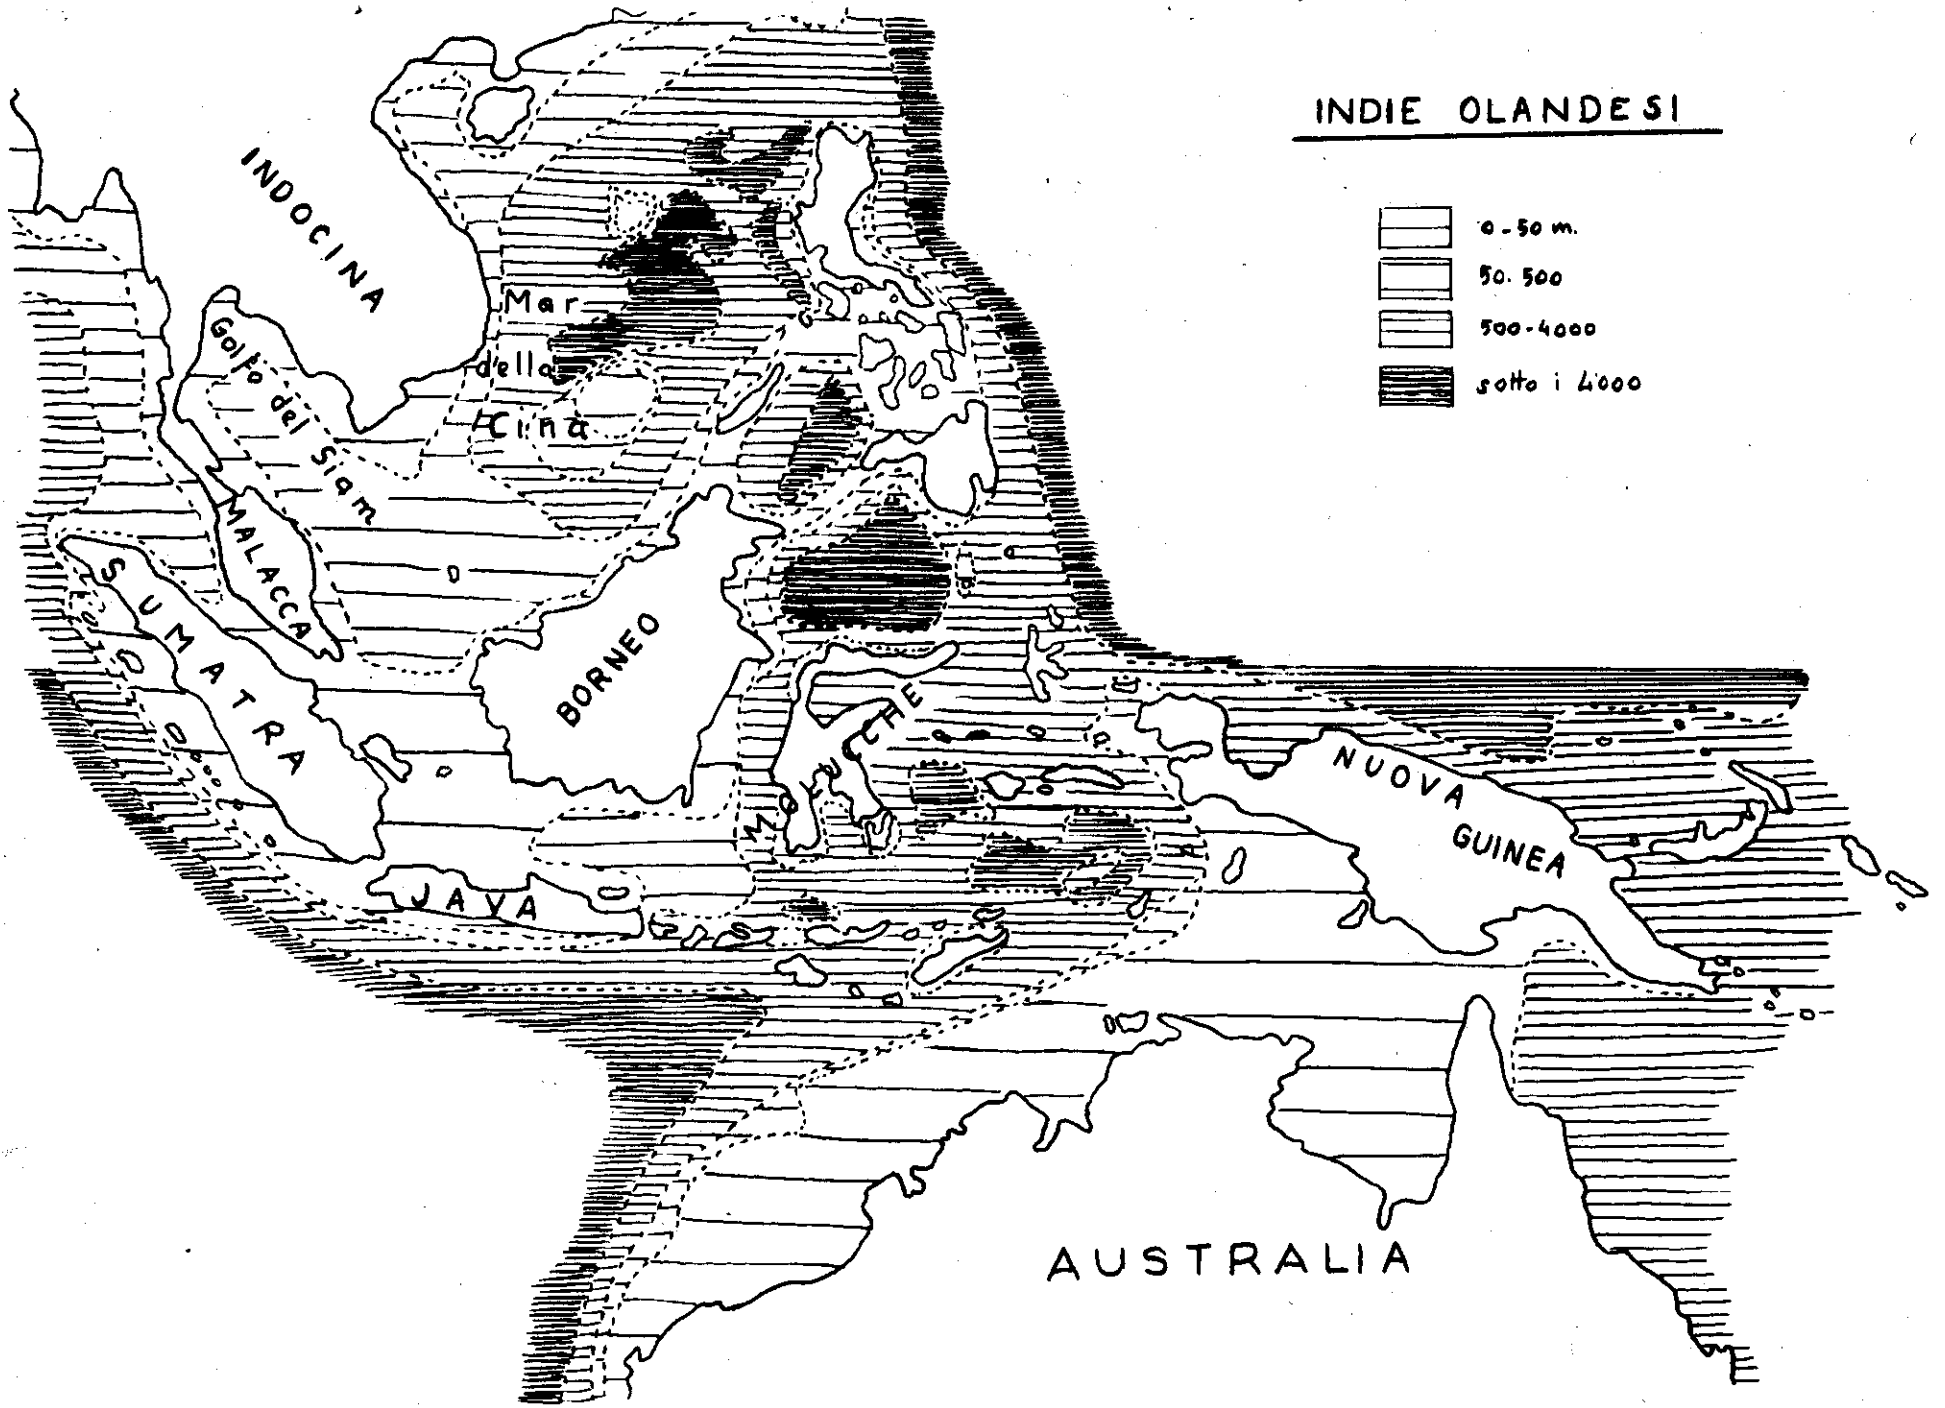 INDIE OLANDESI
0-50 m.
50.500
500-4000
sotto i 4000
INDOCINA
Mar
della
Cina
Golfo del Siam
MALACCA
SUMATRA
BORNEO
MOLUCCHE
JAVA
NUOVA
GUINEA
AUSTRALIA